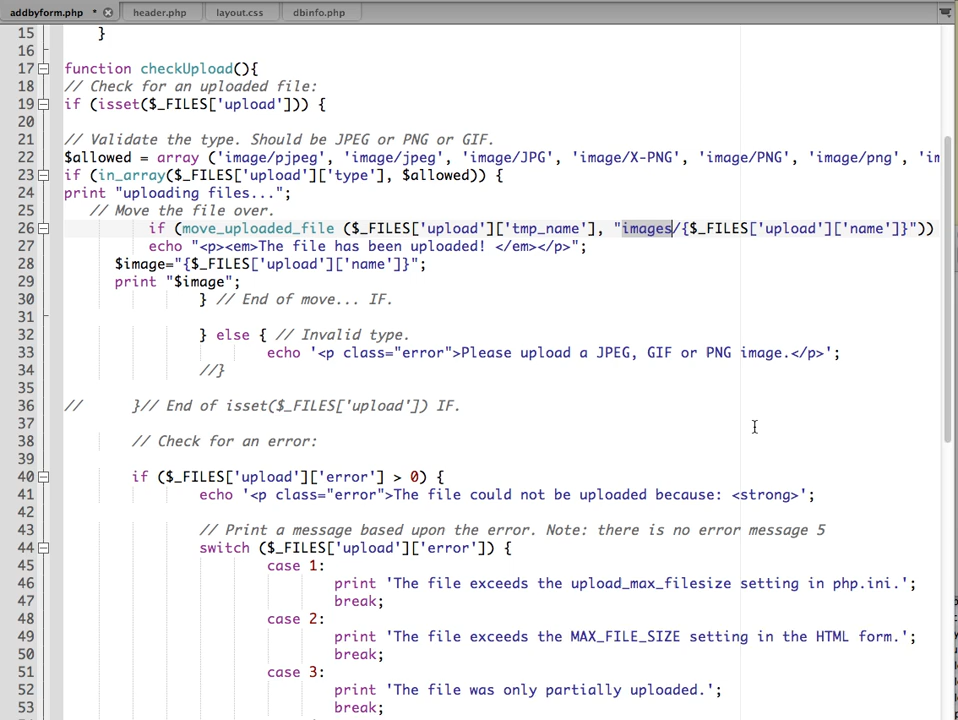 addbyform.php * header.php layout.css dbinfo.php
15 }
16
17 function checkUpload(){
18 // Check for an uploaded file:
19 if (isset($_FILES['upload'])) {
20
21 // Validate the type. Should be JPEG or PNG or GIF.
22 $allowed = array ('image/pjpeg', 'image/jpeg', 'image/JPG', 'image/X-PNG', 'image/PNG', 'image/png', 'im
23 if (in_array($_FILES['upload']['type'], $allowed)) {
24 print "uploading files...";
25 // Move the file over.
26 if (move_uploaded_file ($_FILES['upload']['tmp_name'], "images/{$_FILES['upload']['name']}"))
27 echo "<p><em>The file has been uploaded! </em></p>";
28 $image="{$_FILES['upload']['name']}";
29 print "$image";
30 } // End of move... IF.
31
32 } else { // Invalid type.
33 echo '<p class="error">Please upload a JPEG, GIF or PNG image.</p>';
34 //}
35
36 // }// End of isset($_FILES['upload']) IF.
37
38 // Check for an error:
39
40 if ($_FILES['upload']['error'] > 0) {
41 echo '<p class="error">The file could not be uploaded because: <strong>';
42
43 // Print a message based upon the error. Note: there is no error message 5
44 switch ($_FILES['upload']['error']) {
45 case 1:
46 print 'The file exceeds the upload_max_filesize setting in php.ini.';
47 break;
48 case 2:
49 print 'The file exceeds the MAX_FILE_SIZE setting in the HTML form.';
50 break;
51 case 3:
52 print 'The file was only partially uploaded.';
53 break;